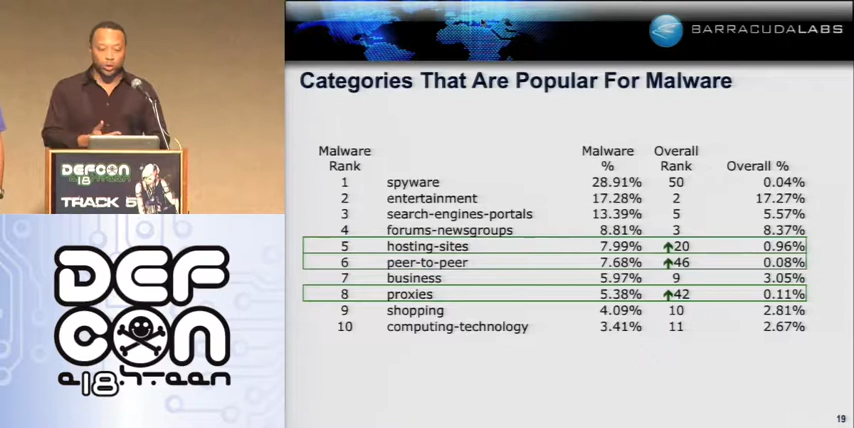 BARRACUDALABS
Categories That Are Popular For Malware
Malware Rank Malware % Overall Rank Overall %
1 spyware 28.91% 50 0.04%
2 entertainment 17.28% 2 17.27%
3 search-engines-portals 13.39% 5 5.57%
4 forums-newsgroups 8.81% 3 8.37%
5 hosting-sites 7.99% ↑20 0.96%
6 peer-to-peer 7.68% ↑46 0.08%
7 business 5.97% 9 3.05%
8 proxies 5.38% ↑42 0.11%
9 shopping 4.09% 10 2.81%
10 computing-technology 3.41% 11 2.67%
19
DEFCON
18
TRACK 5
DEF
CON
e18hteen